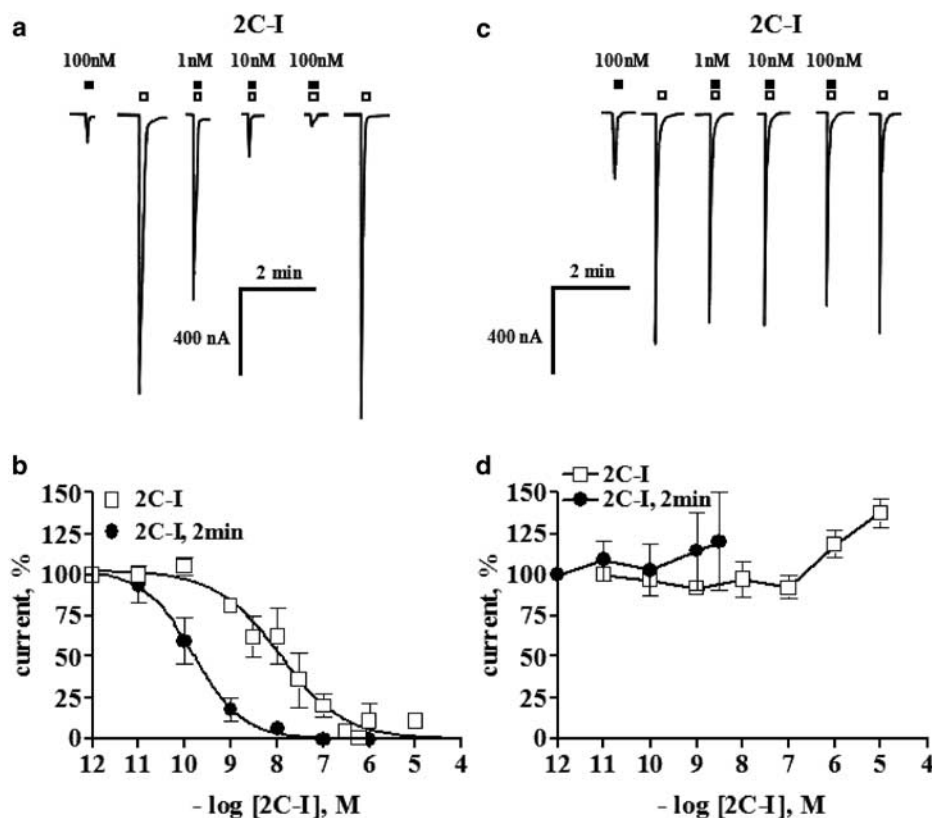 a
2C-I
100nM 1nM 10nM 100nM
2 min
400 nA
c
2C-I
100nM 1nM 10nM 100nM
2 min
400 nA
b
150
125
100
75
50
25
0
current, %
2C-I
2C-I, 2min
12 11 10 9 8 7 6 5 4
- log [2C-I], M
d
150
125
100
75
50
25
0
current, %
2C-I
2C-I, 2min
12 11 10 9 8 7 6 5 4
- log [2C-I], M